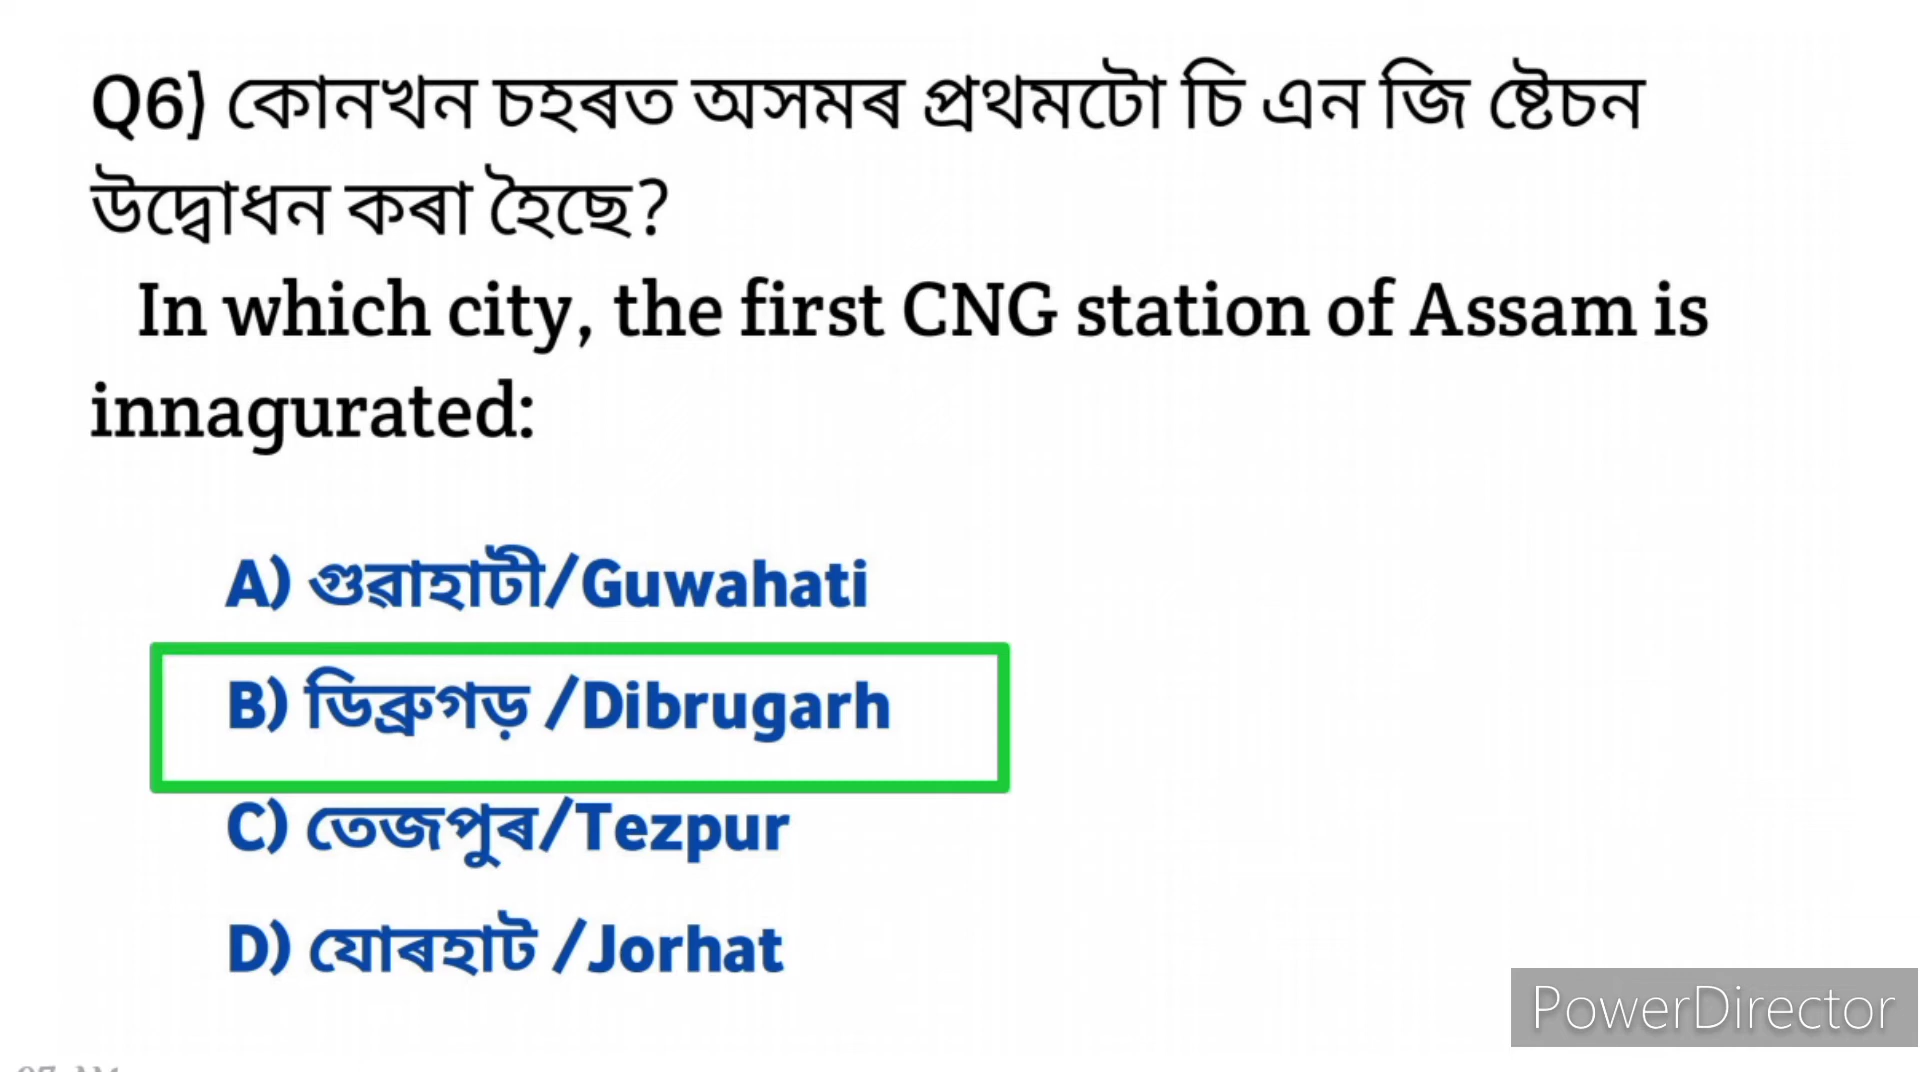 Q6) কোনখন চহৰত অসমৰ প্ৰথমটো চি এন জি ষ্টেচন
উদ্বোধন কৰা হৈছে?
In which city, the first CNG station of Assam is
innagurated:
A) গুৱাহাটী/Guwahati
B) ডিব্ৰুগড় /Dibrugarh
C) তেজপুৰ/Tezpur
D) যোৰহাট /Jorhat
PowerDirector